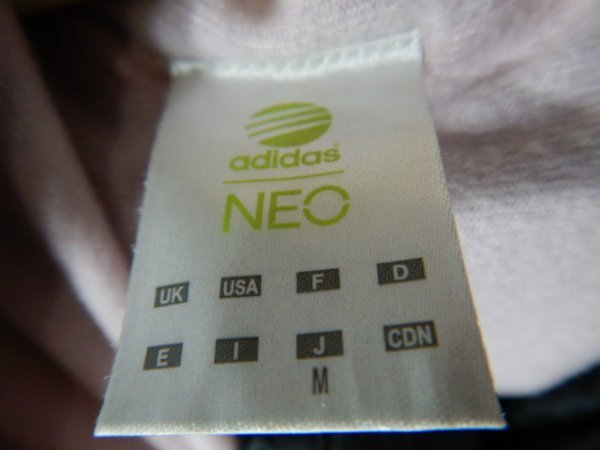 adidas
NEO
UK USA F D
E I J CDN
M